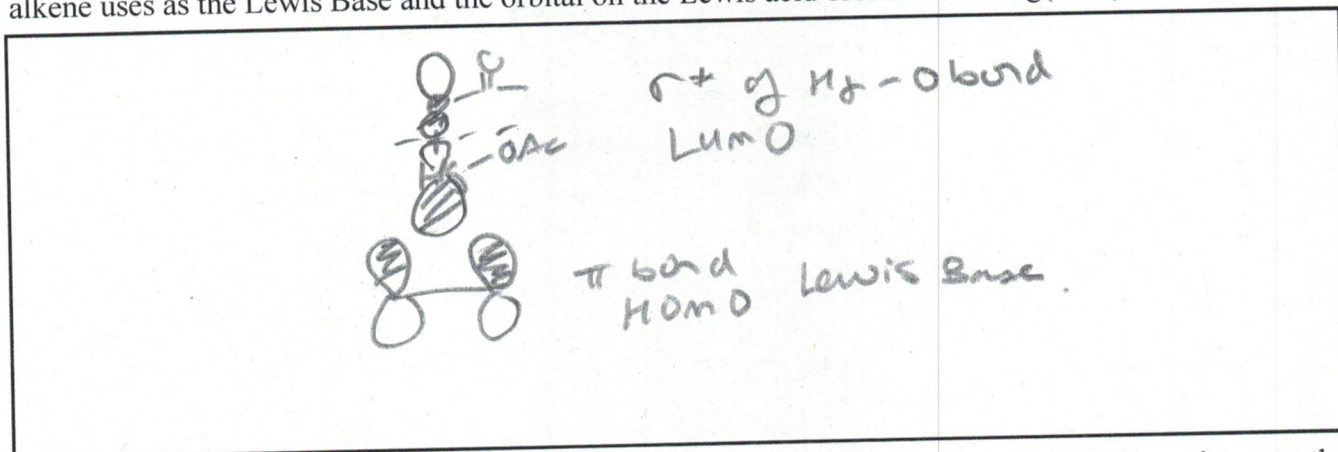 alkene uses as the Lewis Base and the orbital on the Lewis acid
O
σ* of Hg-O bond
-OAc
LUMO
π bond Lewis Base.
HOMO